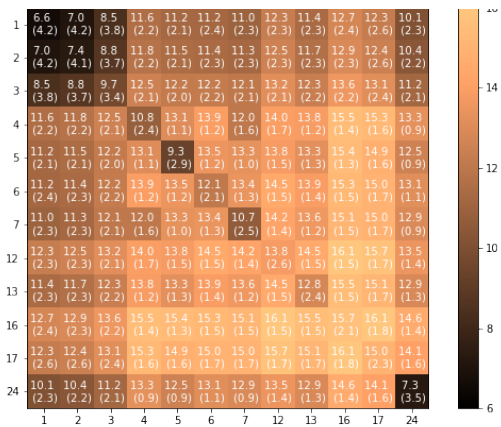 1 6.6 7.0 8.5 11.6 11.2 11.2 11.0 12.3 11.4 12.7 12.3 10.1
(4.2) (4.2) (3.8) (2.2) (2.1) (2.4) (2.3) (2.3) (2.3) (2.4) (2.6) (2.3)
2 7.0 7.4 8.8 11.8 11.5 11.4 11.3 12.5 11.7 12.9 12.4 10.4
(4.2) (4.1) (3.7) (2.2) (2.1) (2.3) (2.3) (2.3) (2.3) (2.3) (2.6) (2.2)
3 8.5 8.8 9.7 12.5 12.2 12.2 12.1 13.2 12.3 13.6 13.1 11.2
(3.8) (3.7) (3.4) (2.1) (2.0) (2.2) (2.1) (2.1) (2.2) (2.2) (2.4) (2.1)
4 11.6 11.8 12.5 10.8 13.1 13.9 12.0 14.0 13.8 15.5 15.3 13.3
(2.2) (2.2) (2.1) (2.4) (1.1) (1.2) (1.6) (1.7) (1.2) (1.4) (1.6) (0.9)
5 11.2 11.5 12.2 13.1 9.3 13.5 13.3 13.8 13.3 15.4 14.9 12.5
(2.1) (2.1) (2.0) (1.1) (2.9) (1.2) (1.0) (1.5) (1.3) (1.3) (1.6) (0.9)
6 11.2 11.4 12.2 13.9 13.5 12.1 13.4 14.5 13.9 15.3 15.0 13.1
(2.4) (2.3) (2.2) (1.2) (1.2) (2.1) (1.3) (1.5) (1.4) (1.5) (1.7) (1.1)
7 11.0 11.3 12.1 12.0 13.3 13.4 10.7 14.2 13.6 15.1 15.0 12.9
(2.3) (2.3) (2.1) (1.6) (1.0) (1.3) (2.5) (1.4) (1.2) (1.5) (1.7) (0.9)
12 12.3 12.5 13.2 14.0 13.8 14.5 14.2 13.8 14.5 16.1 15.7 13.5
(2.3) (2.3) (2.1) (1.7) (1.5) (1.5) (1.4) (2.6) (1.5) (1.5) (1.7) (1.4)
13 11.4 11.7 12.3 13.8 13.3 13.9 13.6 14.5 12.8 15.5 15.1 12.9
(2.3) (2.3) (2.2) (1.2) (1.3) (1.4) (1.2) (1.5) (2.4) (1.5) (1.7) (1.3)
16 12.7 12.9 13.6 15.5 15.4 15.3 15.1 16.1 15.5 15.7 16.1 14.6
(2.4) (2.3) (2.2) (1.4) (1.3) (1.5) (1.5) (1.5) (1.5) (2.1) (1.8) (1.4)
17 12.3 12.4 13.1 15.3 14.9 15.0 15.0 15.7 15.1 16.1 15.0 14.1
(2.6) (2.6) (2.4) (1.6) (1.6) (1.7) (1.7) (1.7) (1.7) (1.8) (2.3) (1.6)
24 10.1 10.4 11.2 13.3 12.5 13.1 12.9 13.5 12.9 14.6 14.1 7.3
(2.3) (2.2) (2.1) (0.9) (0.9) (1.1) (0.9) (1.4) (1.3) (1.4) (1.6) (3.5)
1 2 3 4 5 6 7 12 13 16 17 24
16
14
12
10
8
6